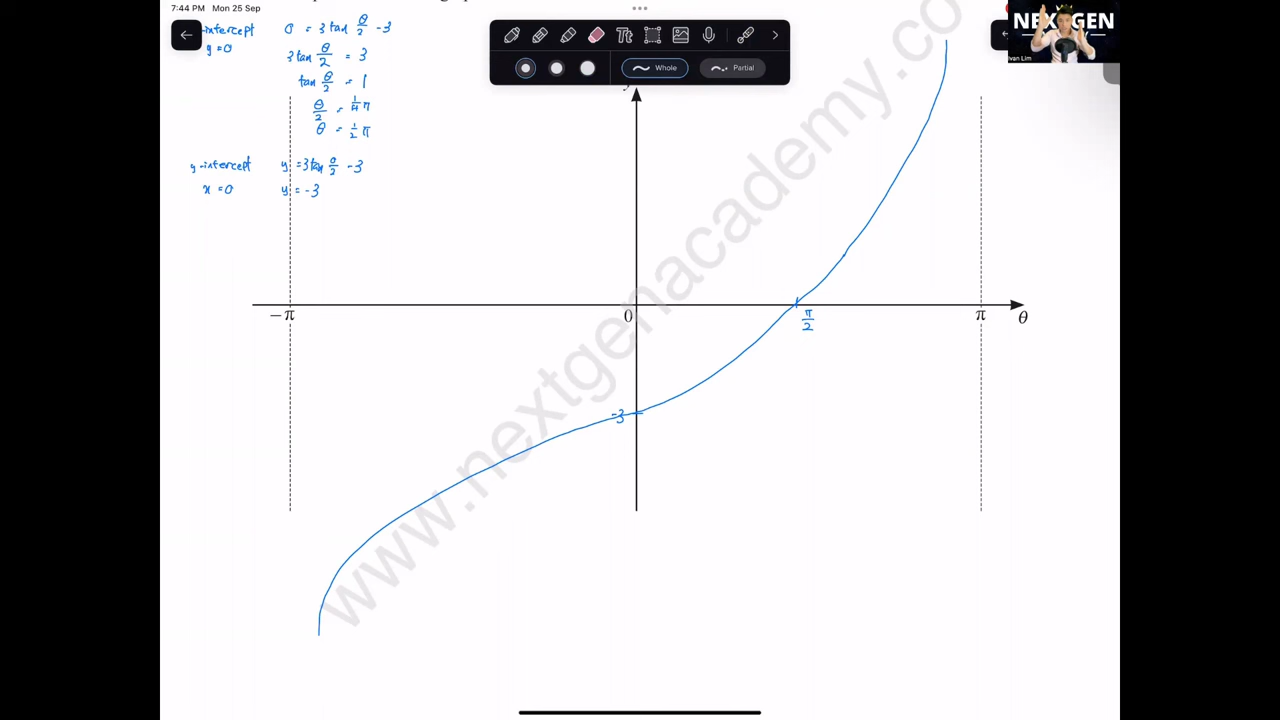 7:44 PM Mon 25 Sep
-intercept 0 = 3 tan θ/2 - 3
y = 0
3 tan θ/2 = 3
tan θ/2 = 1
θ/2 = 1/4 π
θ = 1/2 π
y-intercept y = 3 tan θ/2 - 3
x = 0 y = -3
Whole
Partial
NEXTGEN
Ivan Lim
-π
0
π/2
π
θ
-3
www.nextgenacademy.co